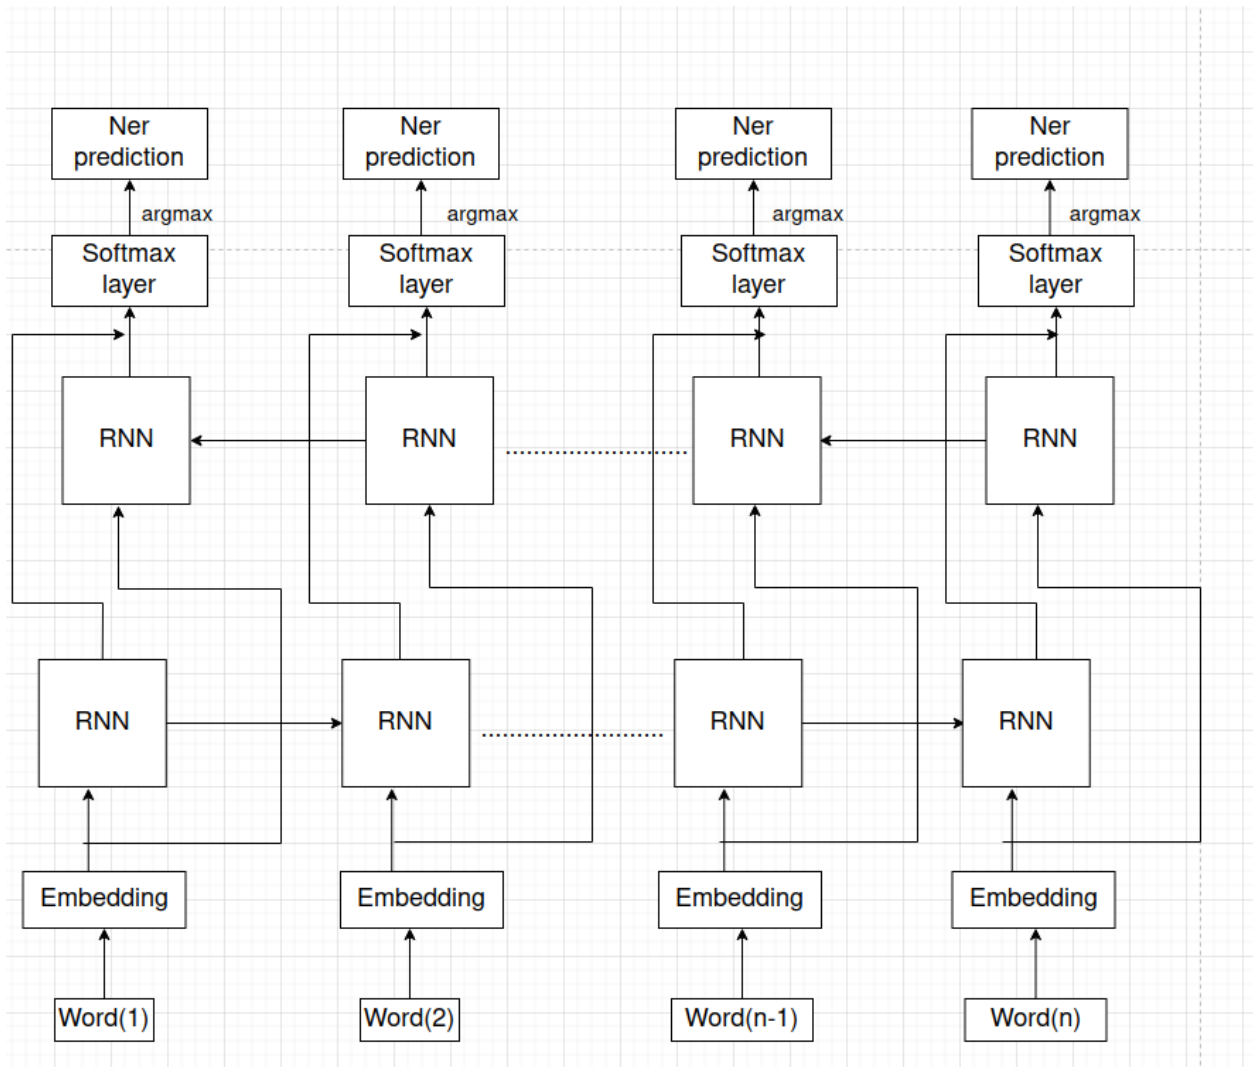 Ner
prediction
Ner
prediction
Ner
prediction
Ner
prediction
argmax
argmax
argmax
argmax
Softmax
layer
Softmax
layer
Softmax
layer
Softmax
layer
RNN
RNN
RNN
RNN
RNN
RNN
RNN
RNN
Embedding
Embedding
Embedding
Embedding
Word(1)
Word(2)
Word(n-1)
Word(n)